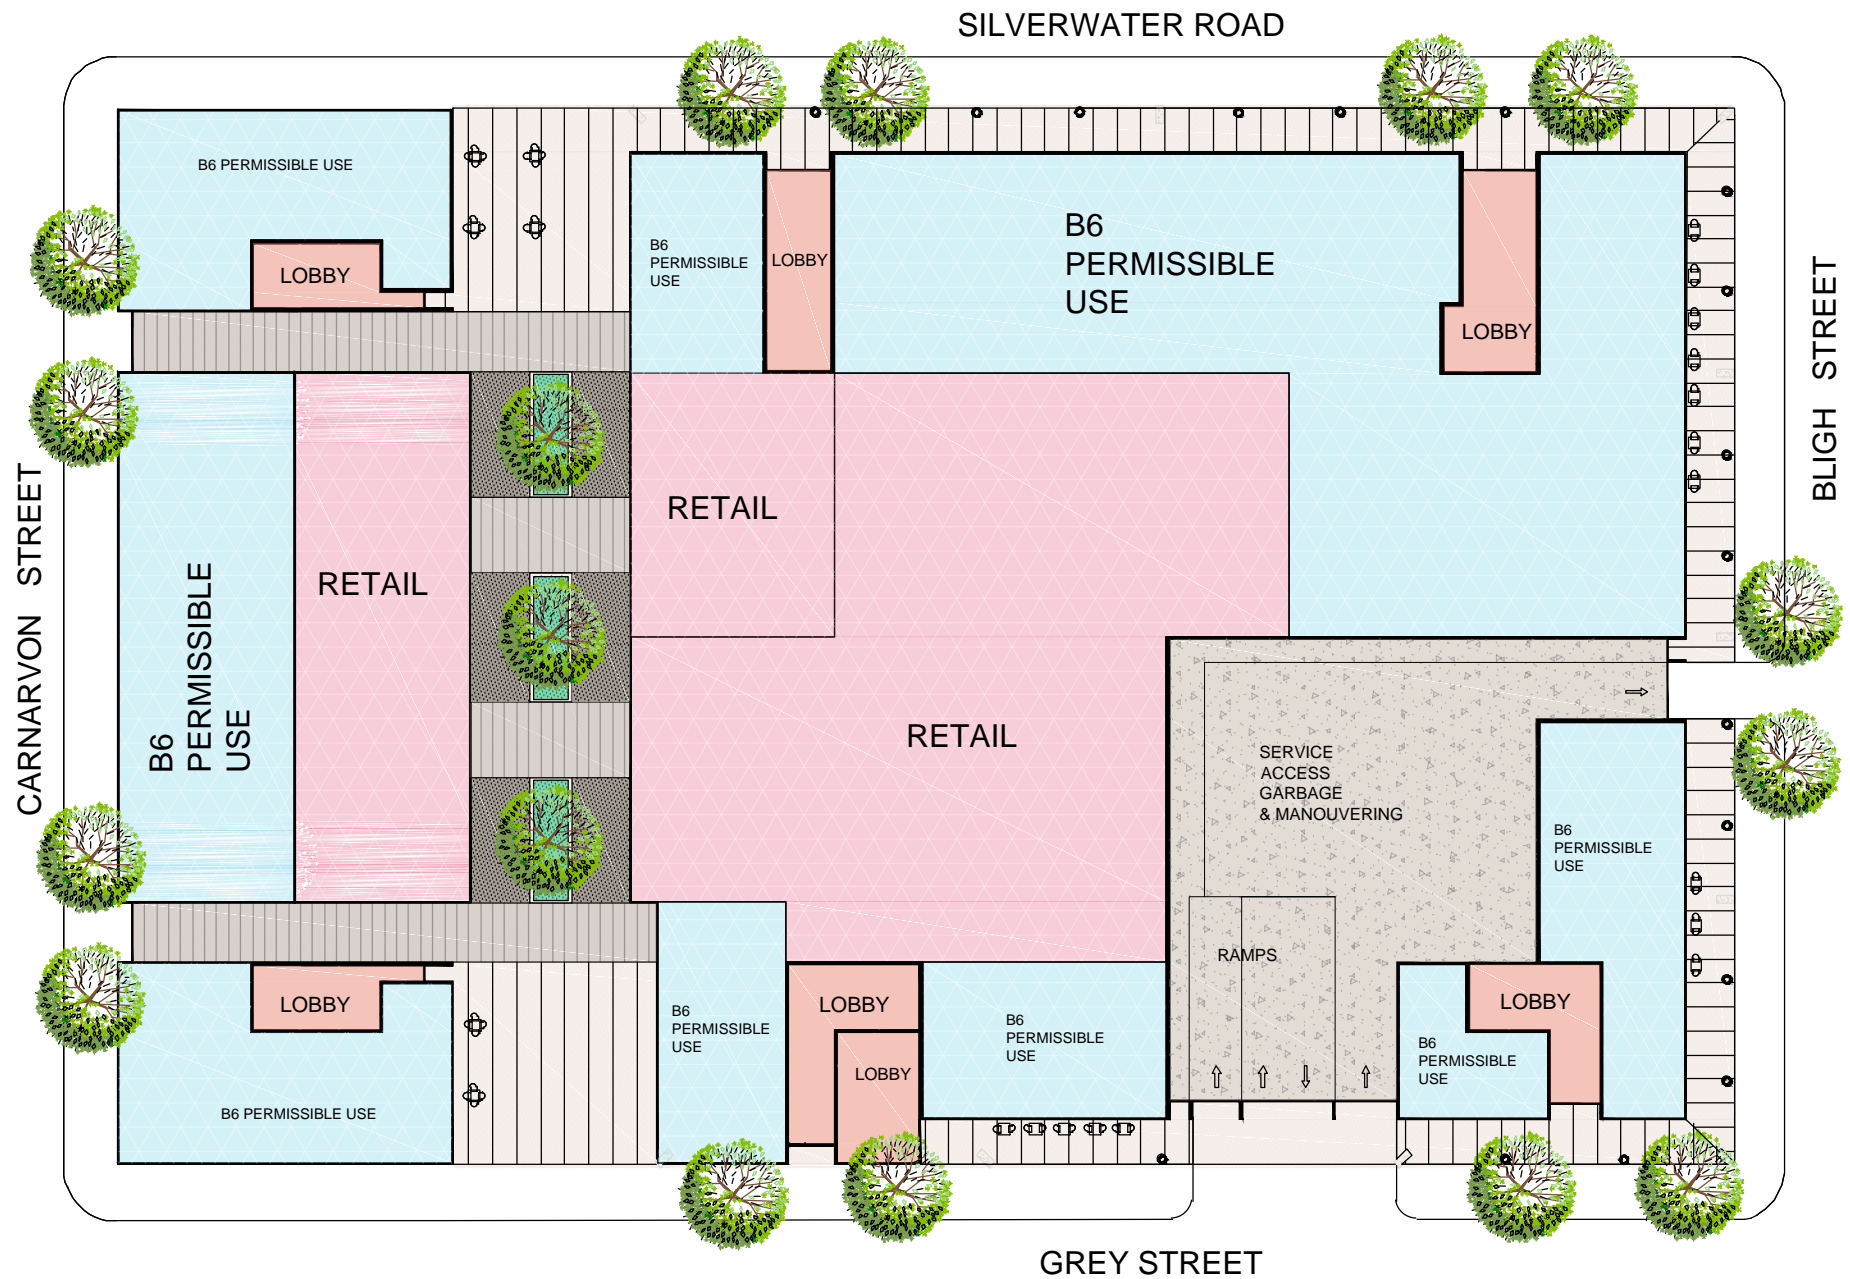 SILVERWATER ROAD
B6 PERMISSIBLE USE
LOBBY
B6
PERMISSIBLE
USE
LOBBY
B6
PERMISSIBLE
USE
LOBBY
BLIGH STREET
CARNARVON STREET
B6
PERMISSIBLE
USE
RETAIL
RETAIL
RETAIL
SERVICE
ACCESS
GARBAGE
& MANOUVERING
B6
PERMISSIBLE
USE
RAMPS
LOBBY
B6 PERMISSIBLE USE
B6
PERMISSIBLE
USE
LOBBY
LOBBY
B6
PERMISSIBLE
USE
B6
PERMISSIBLE
USE
LOBBY
GREY STREET